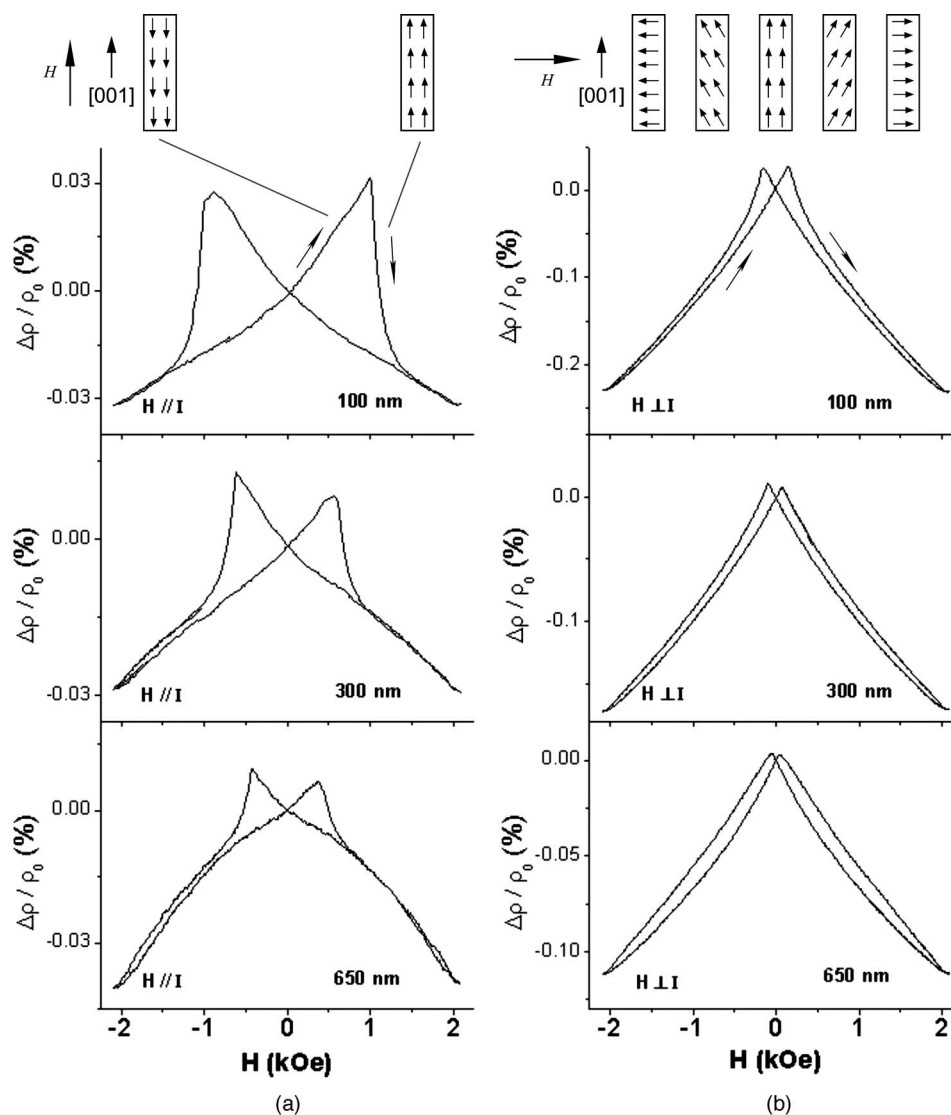 H
[001]
H
[001]
Δρ / ρ₀ (%)
0.03
0.00
-0.03
H // I
100 nm
Δρ / ρ₀ (%)
0.00
-0.03
H // I
300 nm
Δρ / ρ₀ (%)
0.00
-0.03
H // I
650 nm
-2 -1 0 1 2
H (kOe)
(a)
Δρ / ρ₀ (%)
0.0
-0.1
-0.2
H ⊥ I
100 nm
Δρ / ρ₀ (%)
0.0
-0.1
H ⊥ I
300 nm
Δρ / ρ₀ (%)
0.00
-0.05
-0.10
H ⊥ I
650 nm
-2 -1 0 1 2
H (kOe)
(b)